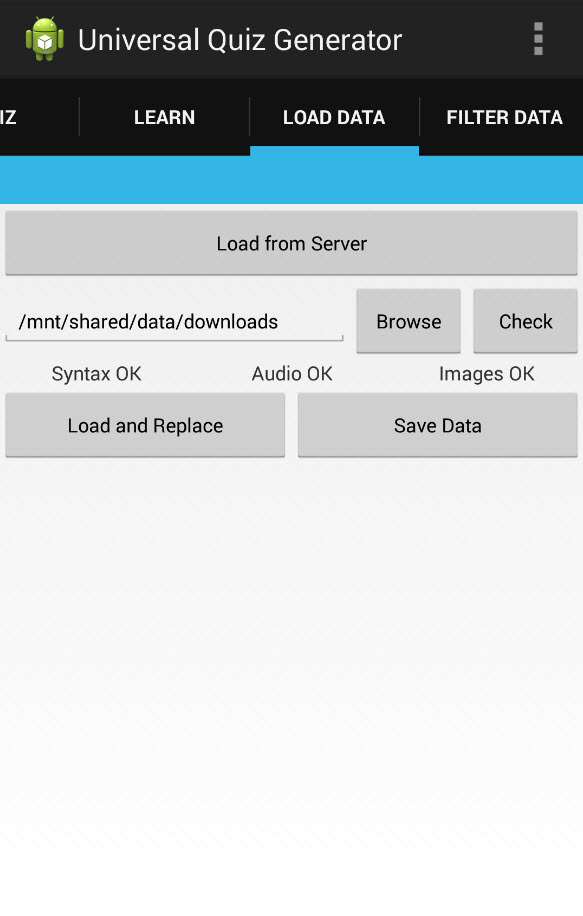 Universal Quiz Generator
IZ LEARN LOAD DATA FILTER DATA
Load from Server
/mnt/shared/data/downloads Browse Check
Syntax OK Audio OK Images OK
Load and Replace Save Data